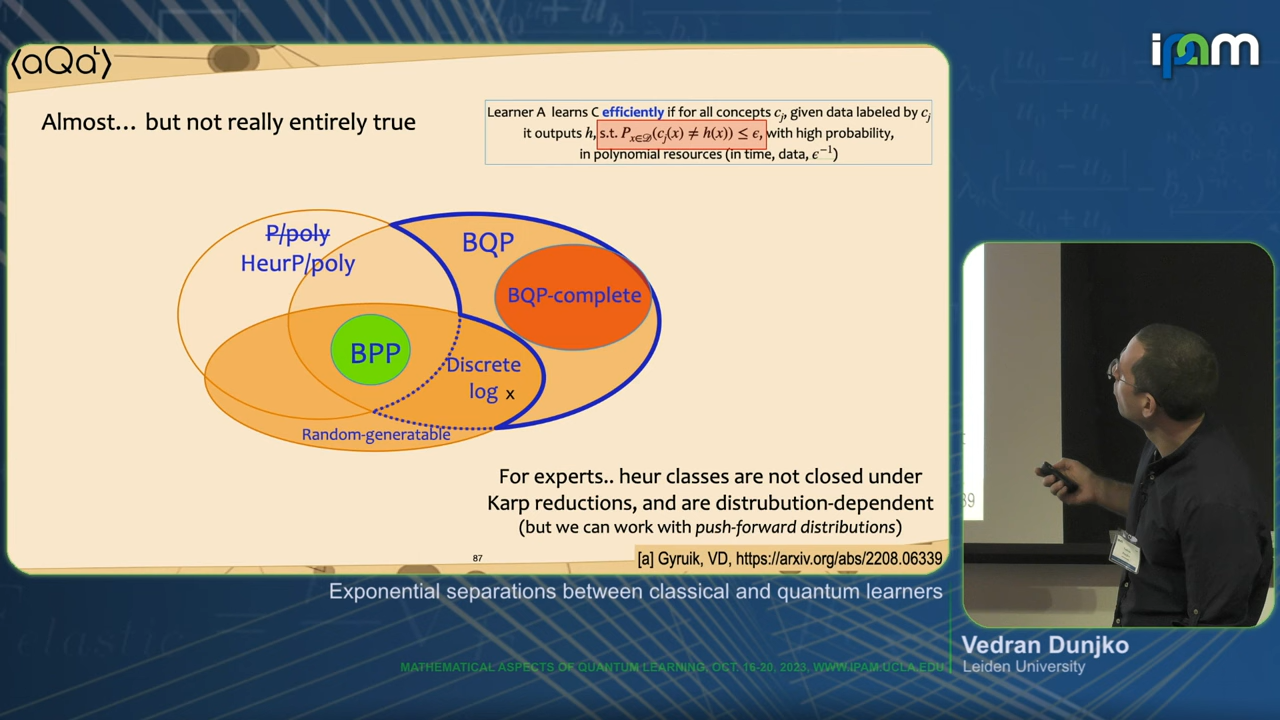 ⟨aQaᴸ⟩
ipam
Almost... but not really entirely true
Learner A learns C efficiently if for all concepts cⱼ, given data labeled by cⱼ
it outputs h, s.t. Pₓ∈𝒟(cⱼ(x) ≠ h(x)) ≤ ϵ, with high probability,
in polynomial resources (in time, data, ϵ⁻¹)
P/poly
HeurP/poly
BQP
BQP-complete
BPP
Discrete
log x
Random-generatable
For experts.. heur classes are not closed under
Karp reductions, and are distrubution-dependent
(but we can work with push-forward distributions)
87
[a] Gyruik, VD, https://arxiv.org/abs/2208.06339
39
Exponential separations between classical and quantum learners
Vedran Dunjko
Leiden University
MATHEMATICAL ASPECTS OF QUANTUM LEARNING, OCT. 16-20, 2023, WWW.IPAM.UCLA.EDU